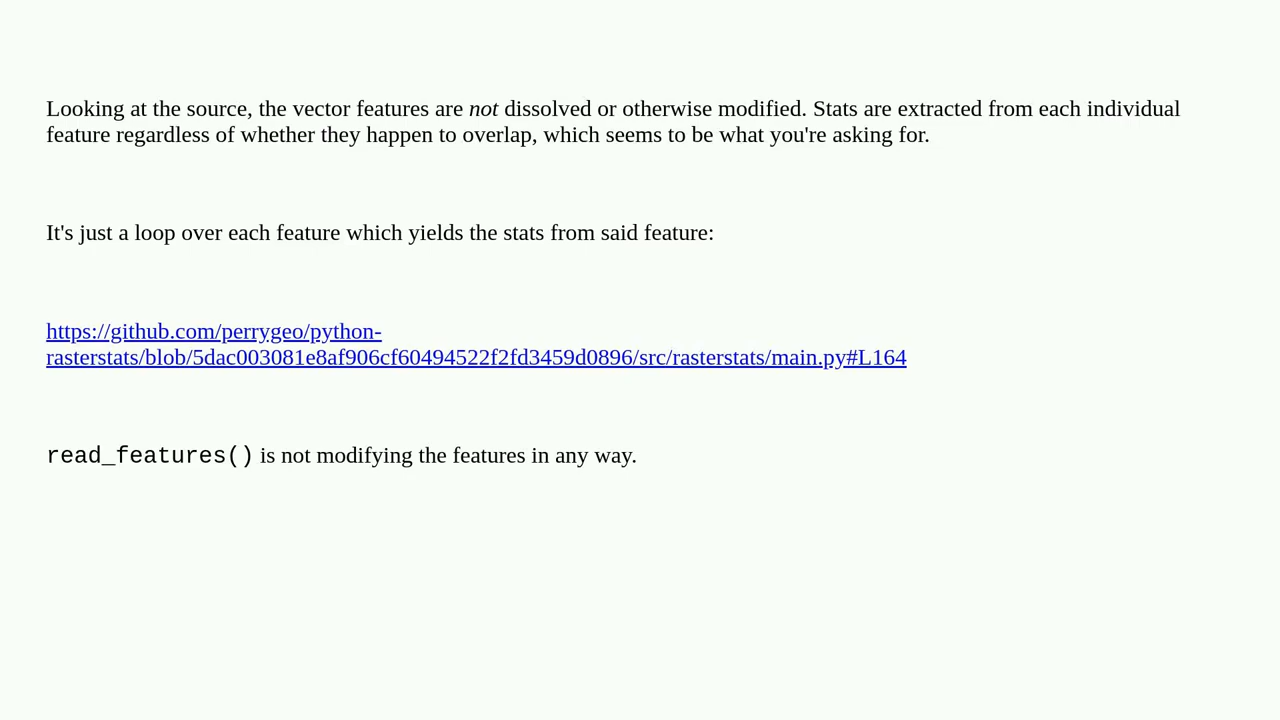 Looking at the source, the vector features are not dissolved or otherwise modified. Stats are extracted from each individual
feature regardless of whether they happen to overlap, which seems to be what you're asking for.
It's just a loop over each feature which yields the stats from said feature:
https://github.com/perrygeo/python-
rasterstats/blob/5dac003081e8af906cf60494522f2fd3459d0896/src/rasterstats/main.py#L164
read_features() is not modifying the features in any way.